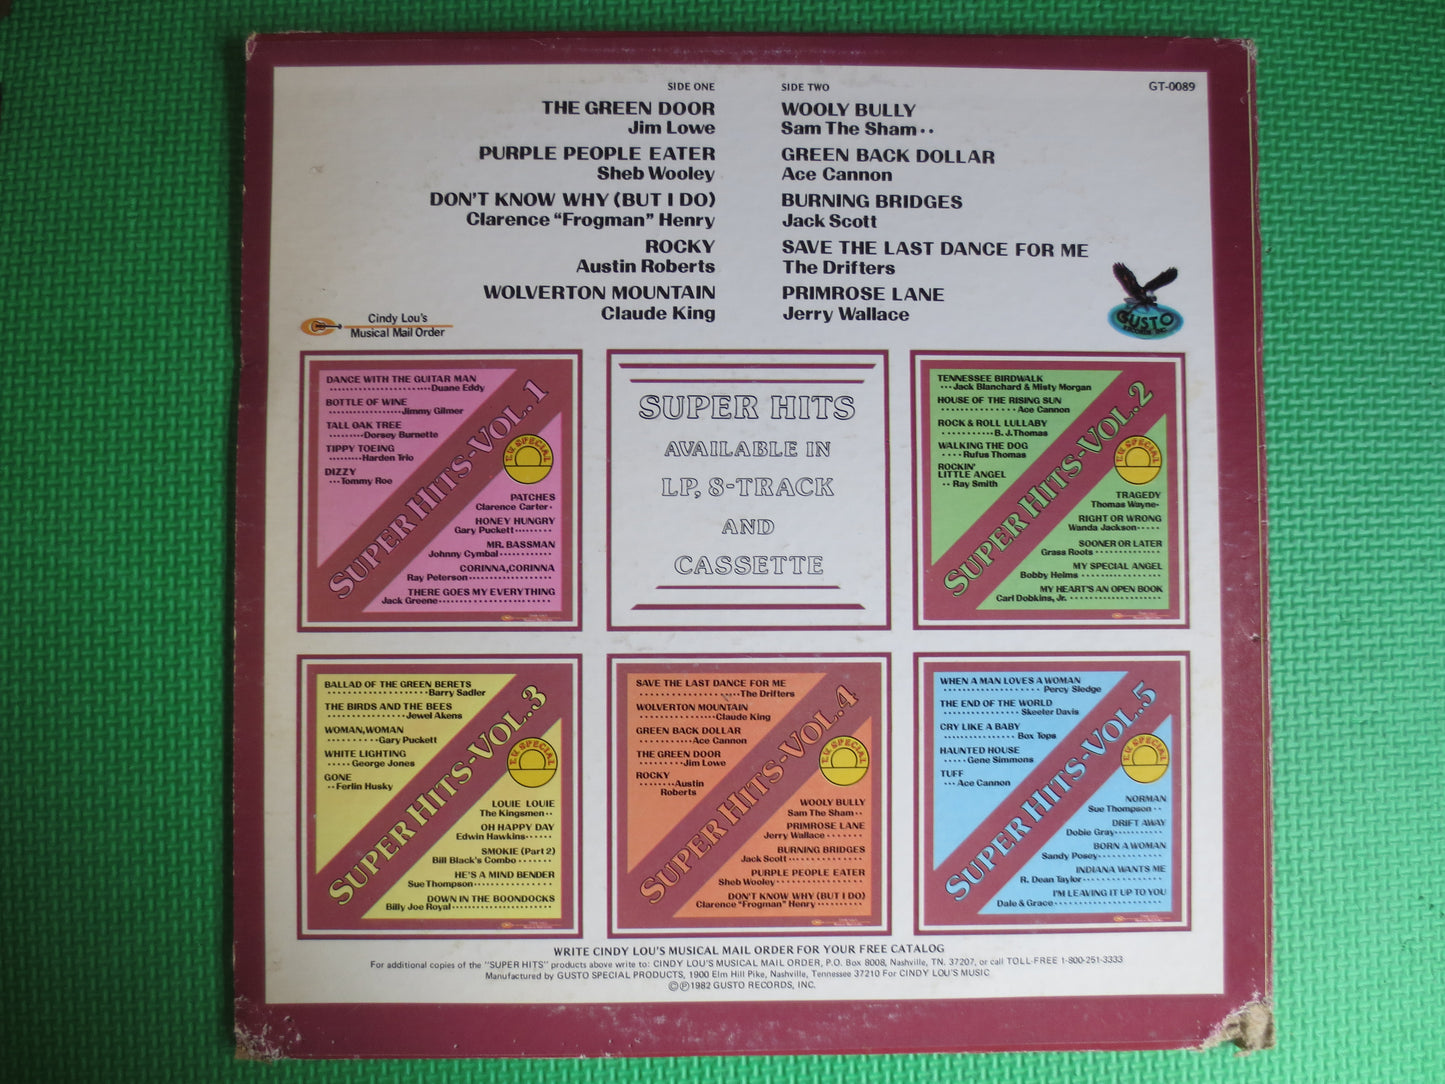 SIDE ONE
THE GREEN DOOR
Jim Lowe
PURPLE PEOPLE EATER
Sheb Wooley
DON'T KNOW WHY (BUT I DO)
Clarence "Frogman" Henry
ROCKY
Austin Roberts
WOLVERTON MOUNTAIN
Claude King
SIDE TWO
WOOLY BULLY
Sam The Sham ••
GREEN BACK DOLLAR
Ace Cannon
BURNING BRIDGES
Jack Scott
SAVE THE LAST DANCE FOR ME
The Drifters
PRIMROSE LANE
Jerry Wallace
GT-0089
Cindy Lou's
Musical Mail Order
GUSTO
RECORDS, INC.
DANCE WITH THE GUITAR MAN
Duane Eddy
BOTTLE OF WINE
Jimmy Gilmer
TALL OAK TREE
Dorsey Burnette
TIPPY TOEING
Harden Trio
DIZZY
Tommy Roe
SUPER HITS-VOL. 1
T.V. SPECIAL
PATCHES
Clarence Carter
HONEY HUNGRY
Gary Puckett
MR. BASSMAN
Johnny Cymbal
CORINNA, CORINNA
Ray Peterson
THERE GOES MY EVERYTHING
Jack Greene
SUPER HITS
AVAILABLE IN
LP, 8-TRACK
AND
CASSETTE
TENNESSEE BIRDWALK
Jack Blanchard & Misty Morgan
HOUSE OF THE RISING SUN
Ace Cannon
ROCK & ROLL LULLABY
B. J. Thomas
WALKING THE DOG
Rufus Thomas
ROCKIN'
LITTLE ANGEL
Ray Smith
SUPER HITS-VOL. 2
T.V. SPECIAL
TRAGEDY
Thomas Wayne
RIGHT OR WRONG
Wanda Jackson
SOONER OR LATER
Grass Roots
MY SPECIAL ANGEL
Bobby Helms
MY HEART'S AN OPEN BOOK
Carl Dobkins, Jr.
BALLAD OF THE GREEN BERETS
Barry Sadler
THE BIRDS AND THE BEES
Jewel Akens
WOMAN, WOMAN
Gary Puckett
WHITE LIGHTING
George Jones
GONE
Ferlin Husky
SUPER HITS-VOL. 3
T.V. SPECIAL
LOUIE LOUIE
The Kingsmen
OH HAPPY DAY
Edwin Hawkins
SMOKIE (Part 2)
Bill Black's Combo
HE'S A MIND BENDER
Sue Thompson
DOWN IN THE BOONDOCKS
Billy Joe Royal
SAVE THE LAST DANCE FOR ME
The Drifters
WOLVERTON MOUNTAIN
Claude King
GREEN BACK DOLLAR
Ace Cannon
THE GREEN DOOR
Jim Lowe
ROCKY
Austin
Roberts
SUPER HITS-VOL. 4
T.V. SPECIAL
WOOLY BULLY
Sam The Sham
PRIMROSE LANE
Jerry Wallace
BURNING BRIDGES
Jack Scott
PURPLE PEOPLE EATER
Sheb Wooley
DON'T KNOW WHY (BUT I DO)
Clarence "Frogman" Henry
WHEN A MAN LOVES A WOMAN
Percy Sledge
THE END OF THE WORLD
Skeeter Davis
CRY LIKE A BABY
Box Tops
HAUNTED HOUSE
Gene Simmons
TUFF
Ace Cannon
SUPER HITS-VOL. 5
T.V. SPECIAL
NORMAN
Sue Thompson
DRIFT AWAY
Dobie Gray
BORN A WOMAN
Sandy Posey
INDIANA WANTS ME
R. Dean Taylor
I'M LEAVING IT UP TO YOU
Dale & Grace
WRITE CINDY LOU'S MUSICAL MAIL ORDER FOR YOUR FREE CATALOG
For additional copies of the "SUPER HITS" products above write to: CINDY LOU'S MUSICAL MAIL ORDER, P.O. Box 8008, Nashville, TN. 37207, or call TOLL-FREE 1-800-251-3333
Manufactured by GUSTO SPECIAL PRODUCTS, 1900 Elm Hill Pike, Nashville, Tennessee 37210 For CINDY LOU'S MUSIC
©Ⓟ1982 GUSTO RECORDS, INC.